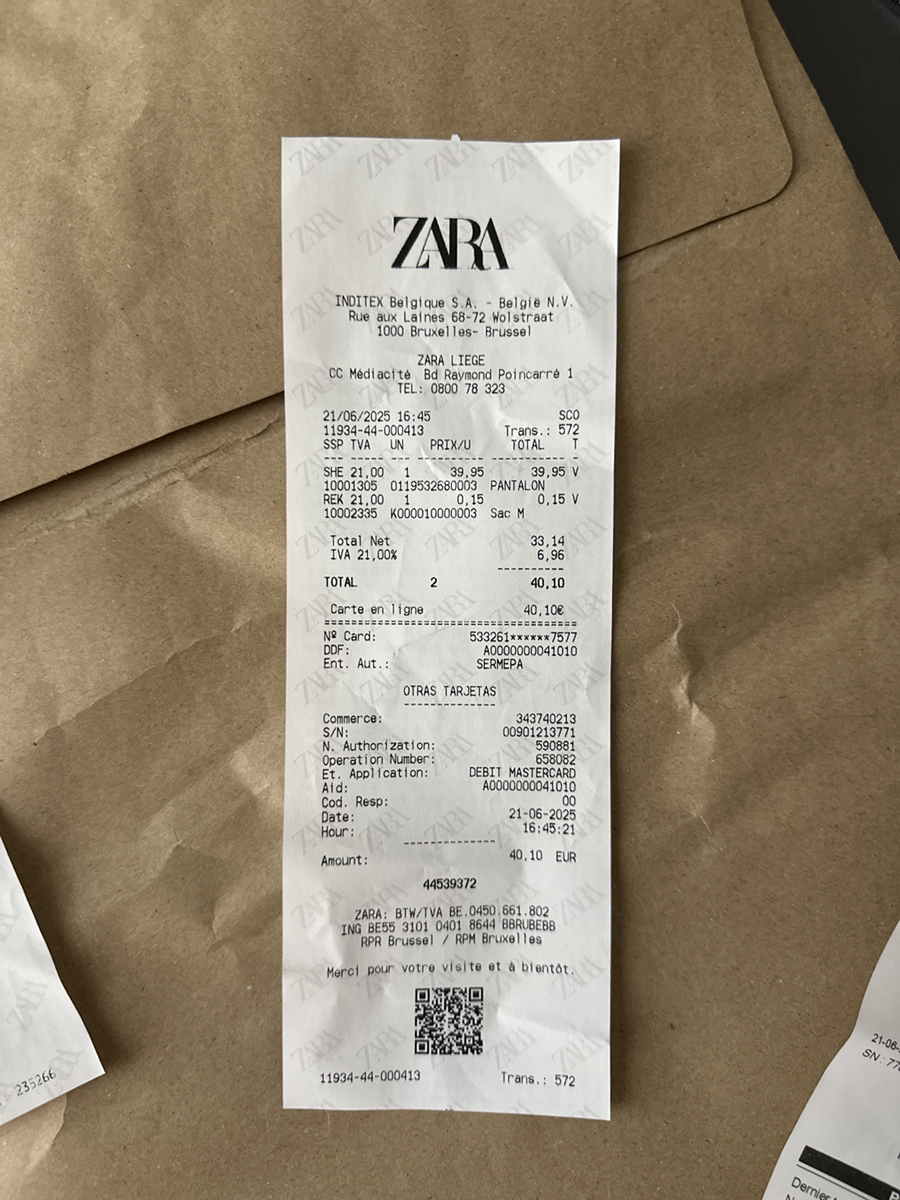 ZARA
INDITEX Belgique S.A. - België N.V.
Rue aux Laines 68-72 Wolstraat
1000 Bruxelles- Brussel
ZARA LIEGE
CC Médiacité Bd Raymond Poincarré 1
TEL: 0800 78 323
21/06/2025 16:45 SCO
11934-44-000413 Trans.: 572
SSP TVA UN PRIX/U TOTAL T
SHE 21,00 1 39,95 39,95 V
10001305 0119532680003 PANTALON
REK 21,00 1 0,15 0,15 V
10002335 K000010000003 Sac M
Total Net 33,14
IVA 21,00% 6,96
TOTAL 2 40,10
Carte en ligne 40,10€
Nº Card: 533261******7577
DDF: A0000000041010
Ent. Aut.: SERMEPA
OTRAS TARJETAS
Commerce: 343740213
S/N: 00901213771
N. Authorization: 590881
Operation Number: 658082
Et. Application: DEBIT MASTERCARD
Aid: A0000000041010
Cod. Resp: 00
Date: 21-06-2025
Hour: 16:45:21
Amount: 40,10 EUR
44539372
ZARA: BTW/TVA BE.0450.661.802
ING BE55 3101 0401 8644 BBRUBEBB
RPR Brussel / RPM Bruxelles
Merci pour votre visite et à bientôt.
11934-44-000413 Trans.: 572
235266
21-06-
SN: 77
Dernier